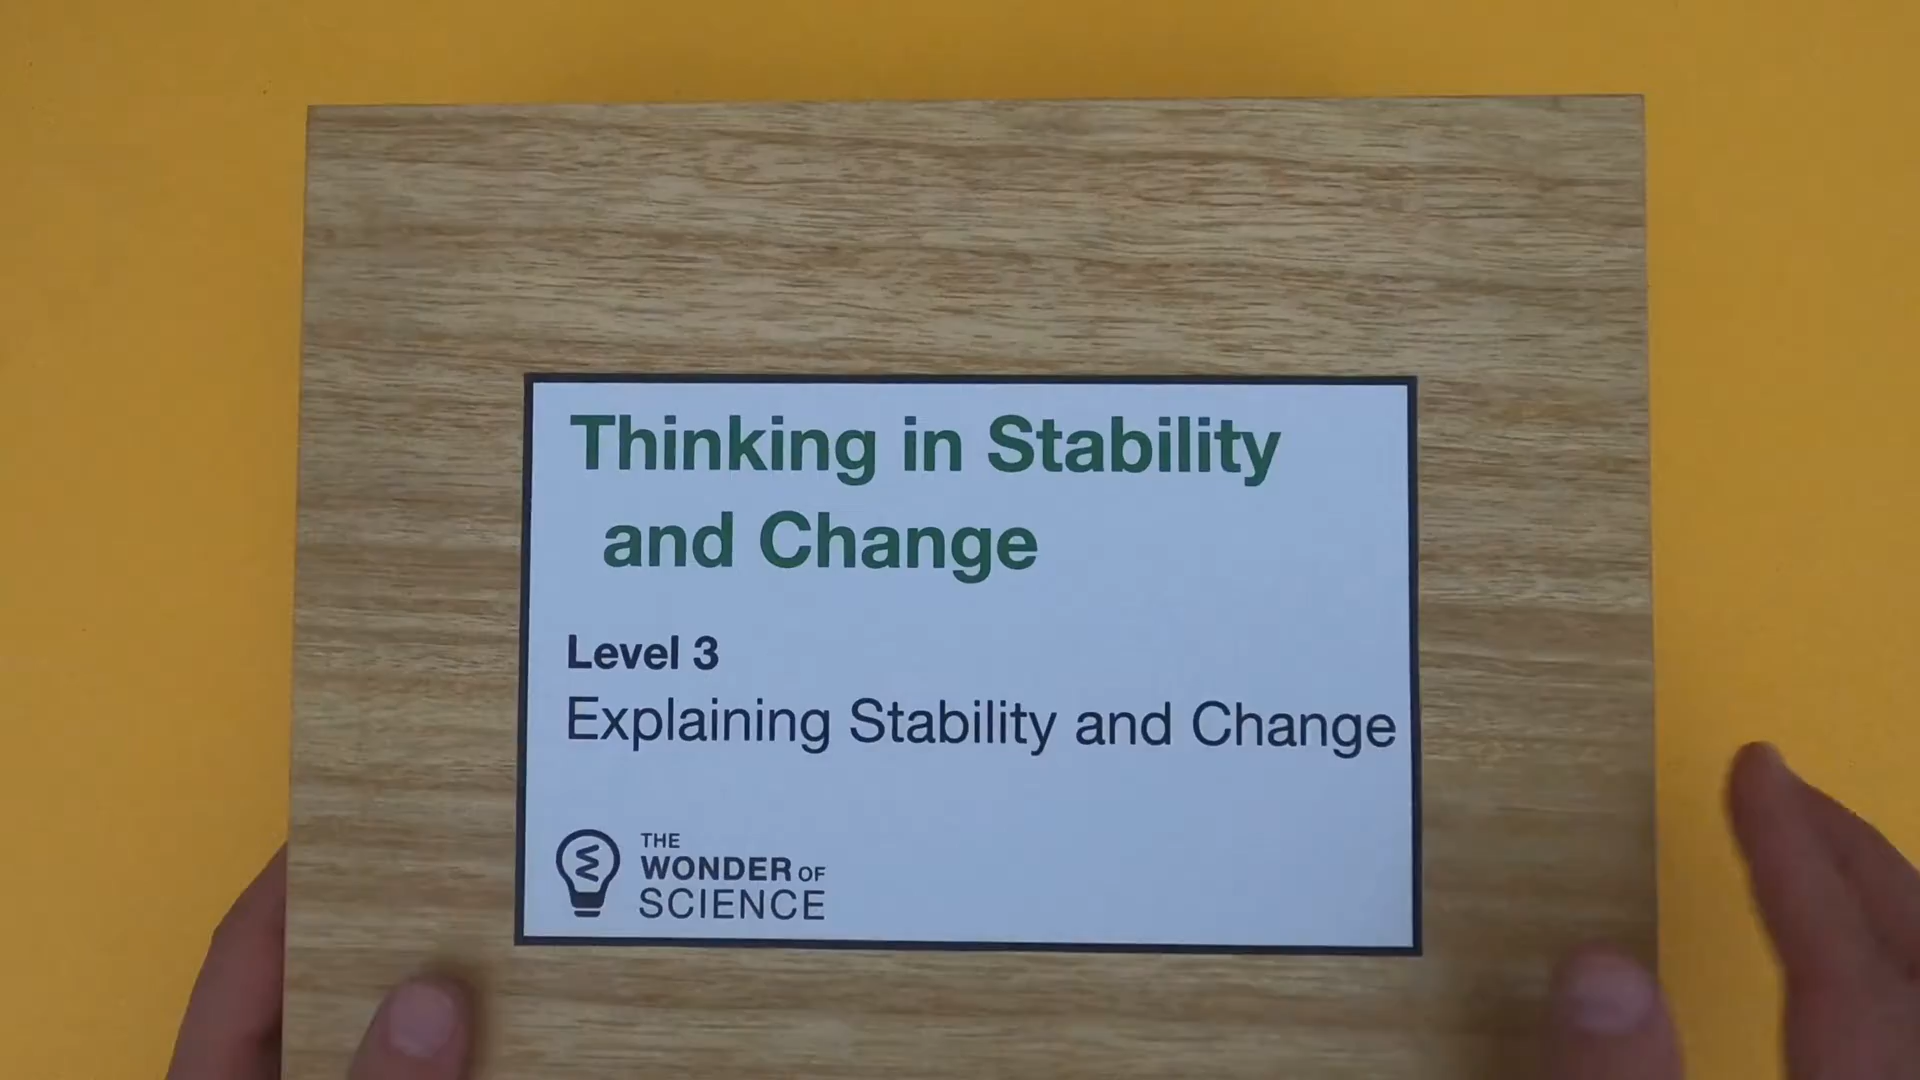 Thinking in Stability
and Change
Level 3
Explaining Stability and Change
THE
WONDER OF
SCIENCE